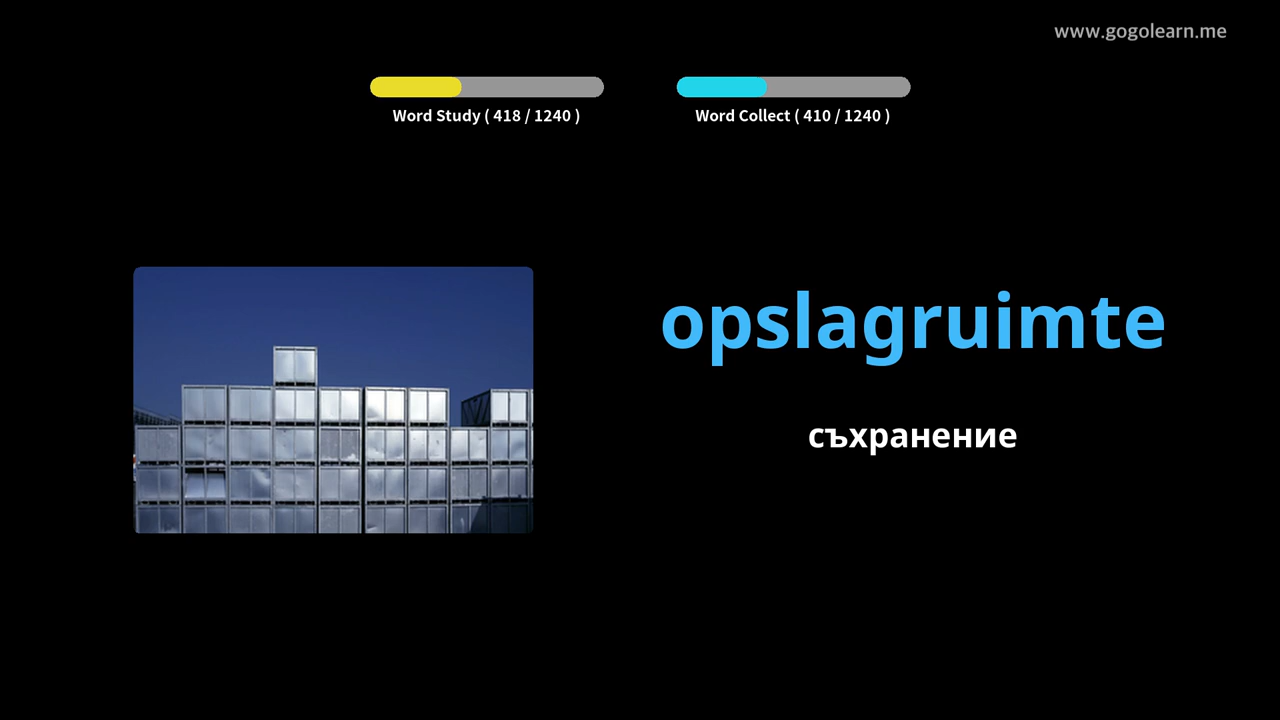 www.gogolearn.me
Word Study ( 418 / 1240 )
Word Collect ( 410 / 1240 )
opslagruimte
съхранение